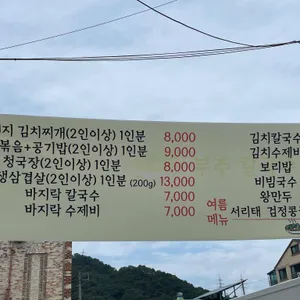 지 김치찌개(2인이상) 1인분 8,000
볶음+공기밥(2인이상) 1인분 9,000
청국장(2인이상) 1인분 8,000
생삼겹살(2인이상) 1인분 (200g) 13,000
바지락 칼국수 7,000
바지락 수제비 7,000
여름메뉴
김치칼국수
김치수제비
보리밥
비빔국수
왕만두
서리태 검정콩